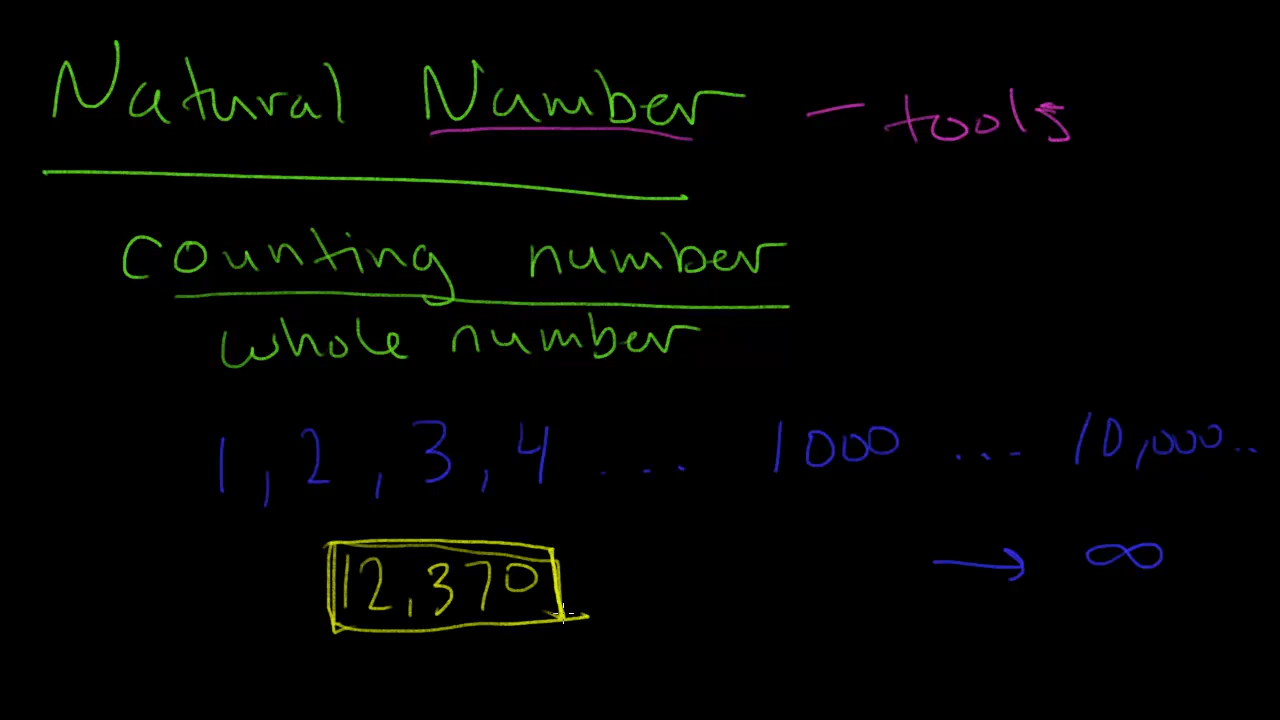 Natural Number - tools
counting number
whole number
1, 2, 3, 4 .... 1000 ... 10,000..
→ ∞
12,370